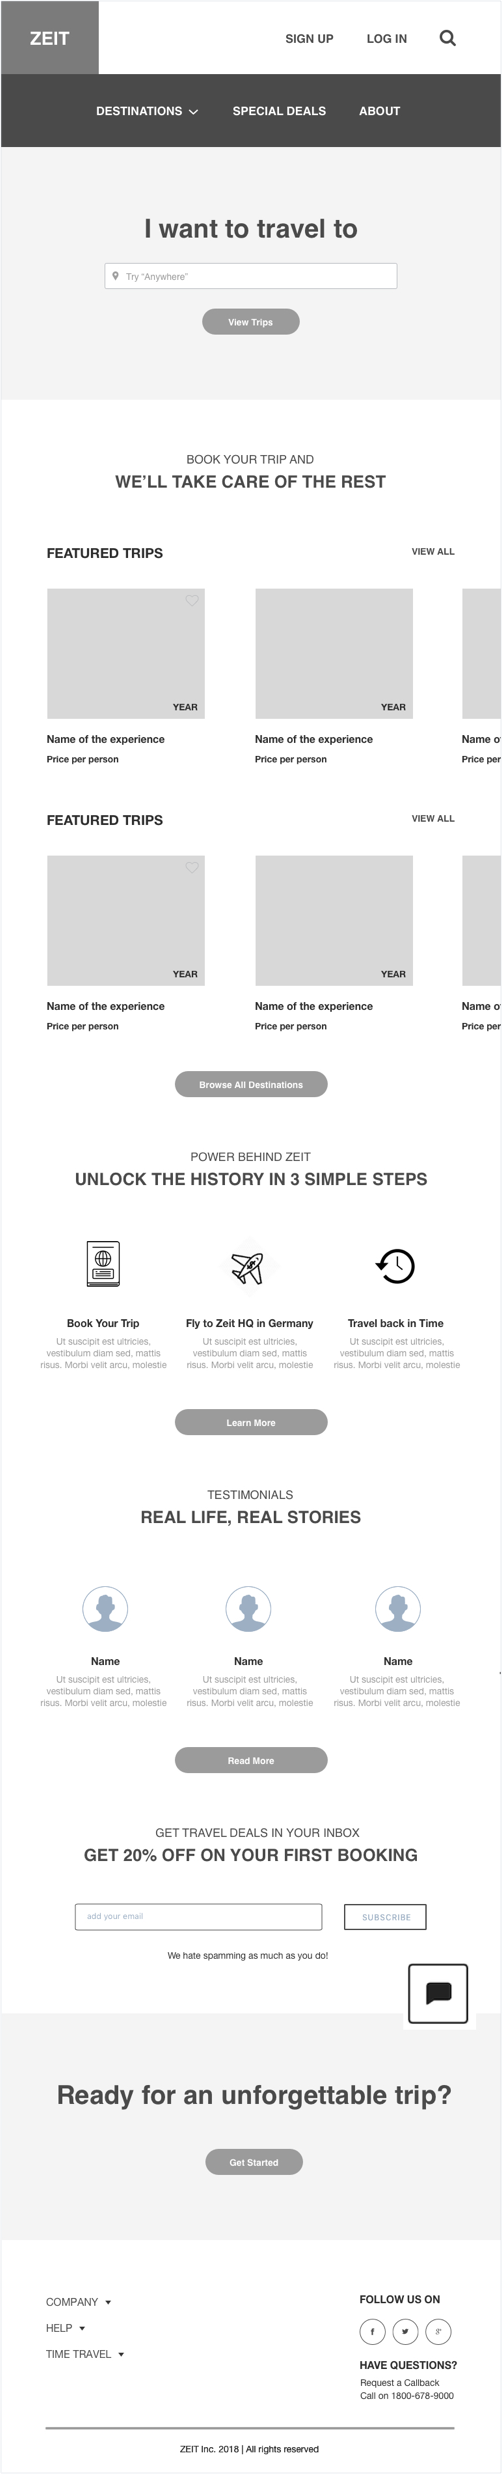 ZEIT
SIGN UP
LOG IN
DESTINATIONS
SPECIAL DEALS
ABOUT
I want to travel to
Try “Anywhere”
View Trips
BOOK YOUR TRIP AND
WE’LL TAKE CARE OF THE REST
FEATURED TRIPS
VIEW ALL
YEAR
YEAR
Name of the experience
Name of the experience
Name o
Price per person
Price per person
Price per
FEATURED TRIPS
VIEW ALL
YEAR
YEAR
Name of the experience
Name of the experience
Name o
Price per person
Price per person
Price per
Browse All Destinations
POWER BEHIND ZEIT
UNLOCK THE HISTORY IN 3 SIMPLE STEPS
Book Your Trip
Ut suscipit est ultricies,
vestibulum diam sed, mattis
risus. Morbi velit arcu, molestie
Fly to Zeit HQ in Germany
Ut suscipit est ultricies,
vestibulum diam sed, mattis
risus. Morbi velit arcu, molestie
Travel back in Time
Ut suscipit est ultricies,
vestibulum diam sed, mattis
risus. Morbi velit arcu, molestie
Learn More
TESTIMONIALS
REAL LIFE, REAL STORIES
Name
Ut suscipit est ultricies,
vestibulum diam sed, mattis
risus. Morbi velit arcu, molestie
Name
Ut suscipit est ultricies,
vestibulum diam sed, mattis
risus. Morbi velit arcu, molestie
Name
Ut suscipit est ultricies,
vestibulum diam sed, mattis
risus. Morbi velit arcu, molestie
Read More
GET TRAVEL DEALS IN YOUR INBOX
GET 20% OFF ON YOUR FIRST BOOKING
add your email
SUBSCRIBE
We hate spamming as much as you do!
Ready for an unforgettable trip?
Get Started
COMPANY
HELP
TIME TRAVEL
FOLLOW US ON
HAVE QUESTIONS?
Request a Callback
Call on 1800-678-9000
ZEIT Inc. 2018 | All rights reserved